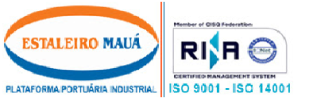 ESTALEIRO MAUÁ
PLATAFORMA PORTUÁRIA INDUSTRIAL
Member of CISQ Federation
RINA
CERTIFIED MANAGEMENT SYSTEM
ISO 9001 - ISO 14001